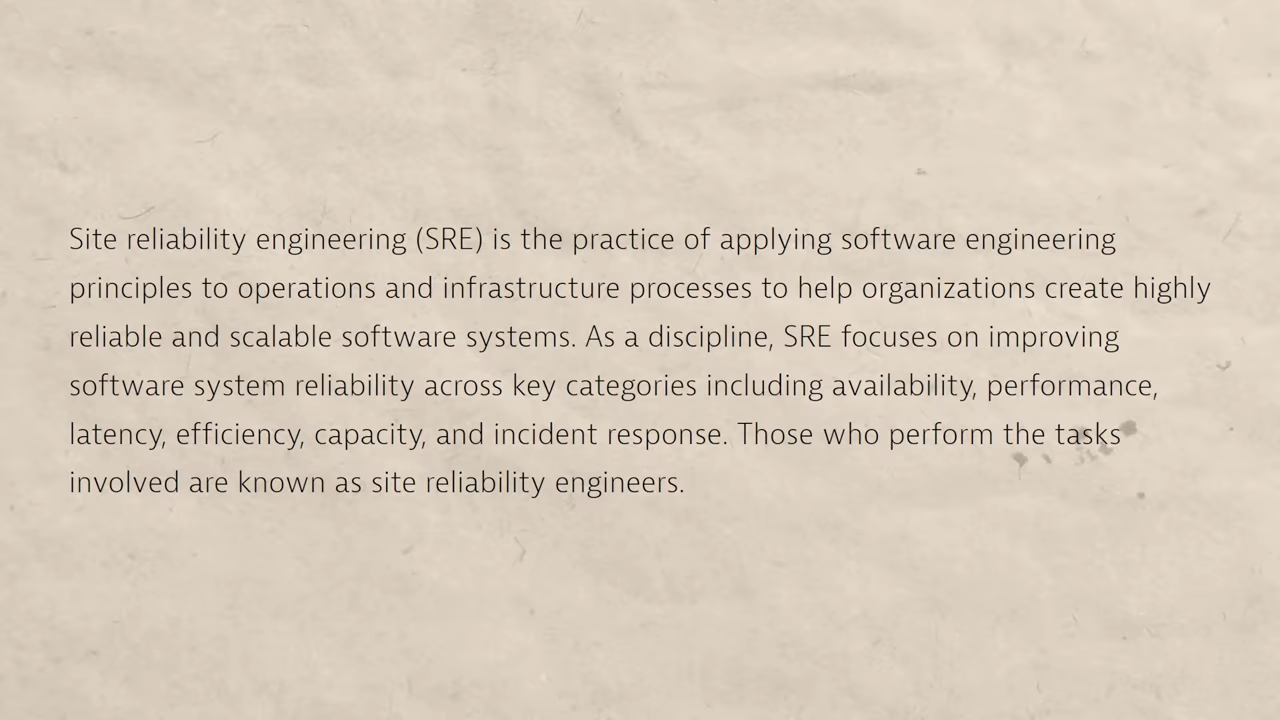 Site reliability engineering (SRE) is the practice of applying software engineering
principles to operations and infrastructure processes to help organizations create highly
reliable and scalable software systems. As a discipline, SRE focuses on improving
software system reliability across key categories including availability, performance,
latency, efficiency, capacity, and incident response. Those who perform the tasks
involved are known as site reliability engineers.